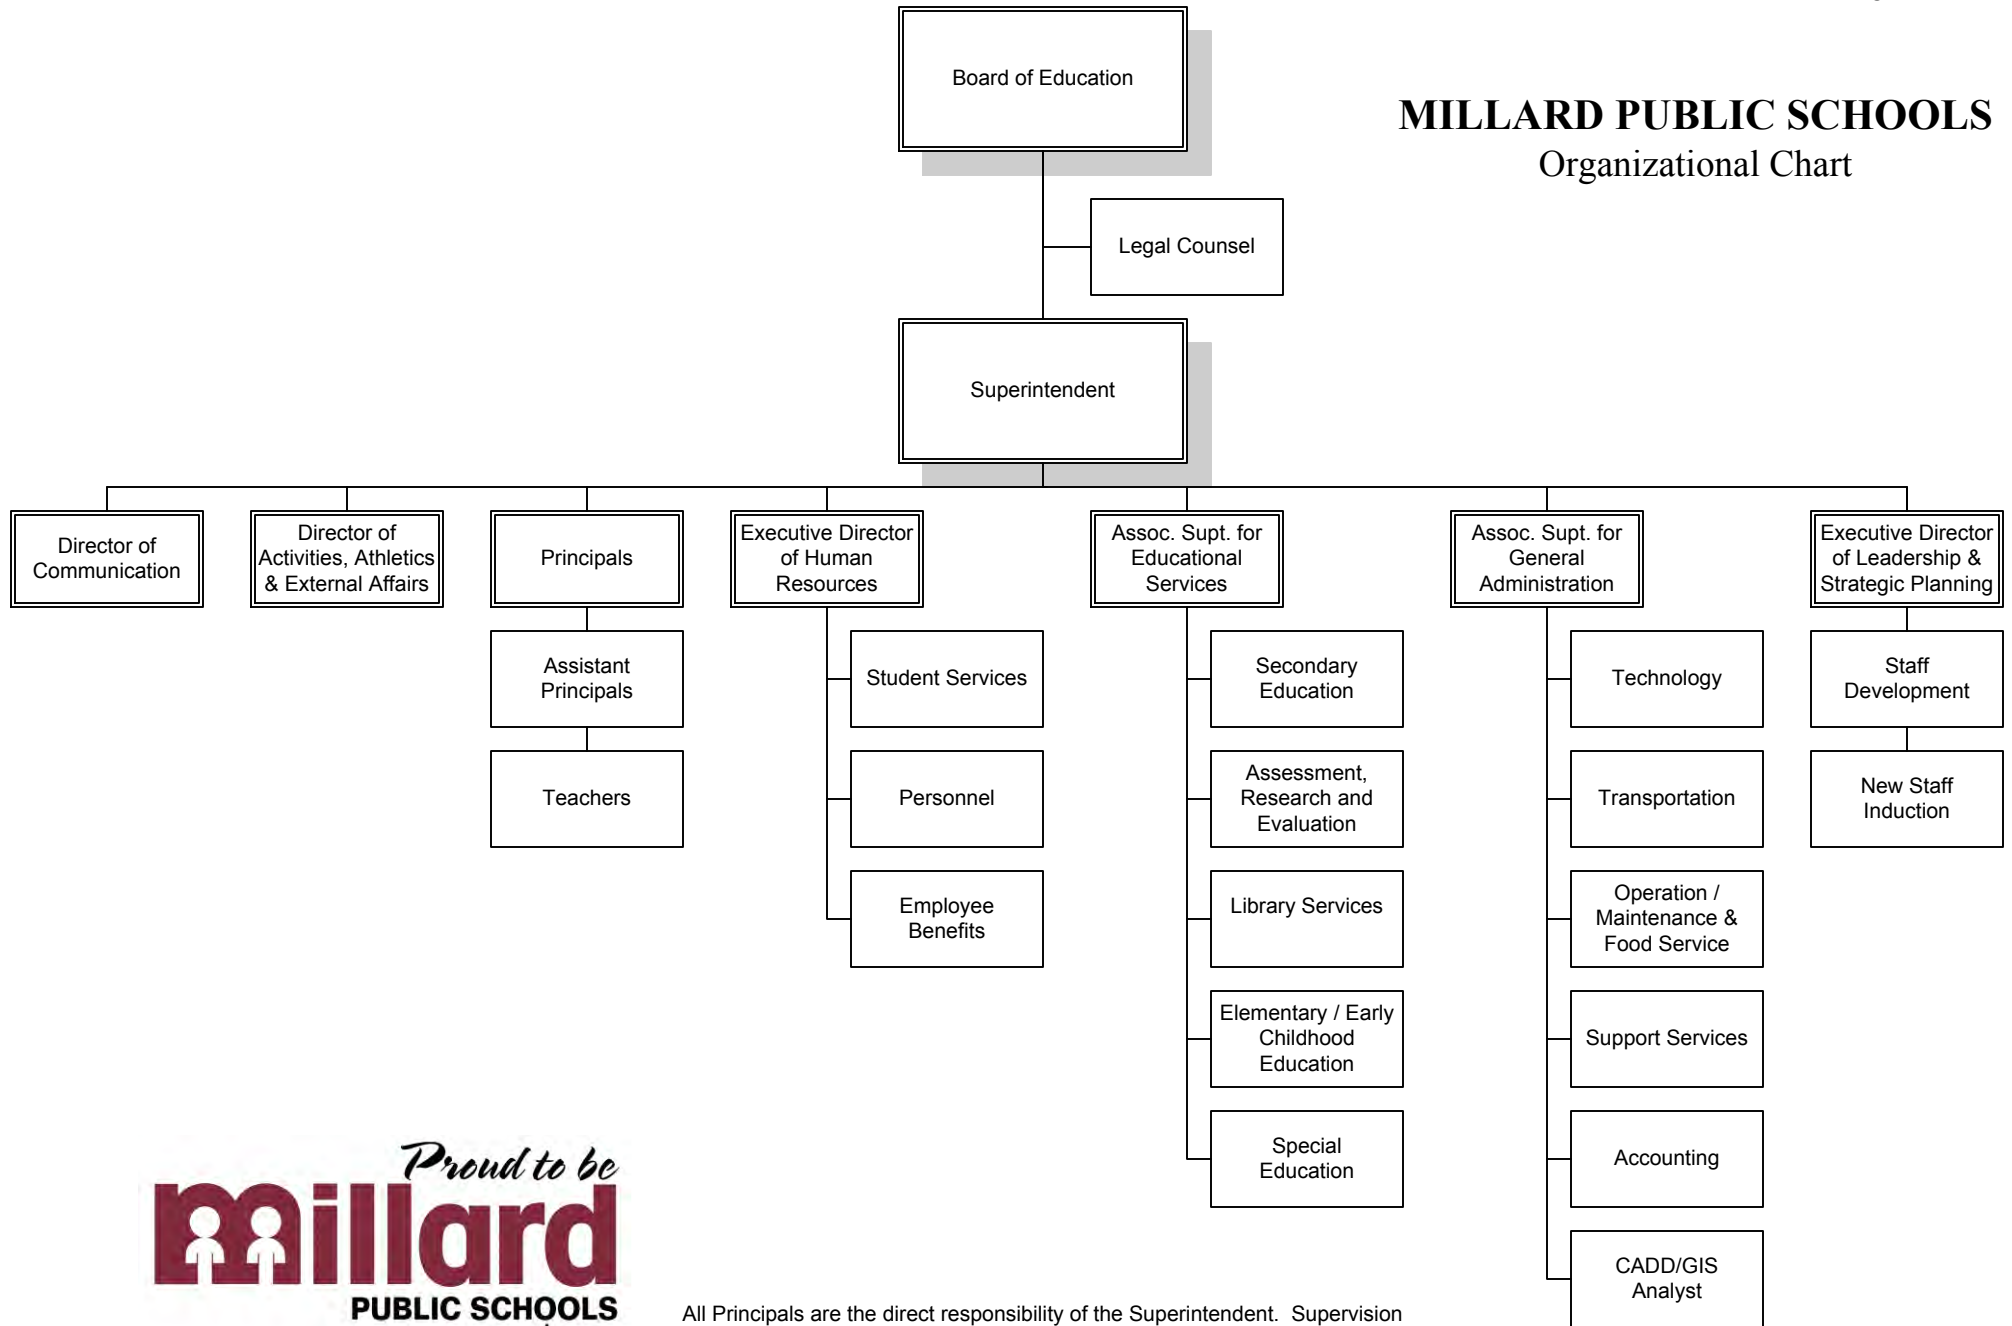 Board of Education
MILLARD PUBLIC SCHOOLS
Organizational Chart
Legal Counsel
Superintendent
Director of
Communication
Director of
Activities, Athletics
& External Affairs
Principals
Executive Director
of Human
Resources
Assoc. Supt. for
Educational
Services
Assoc. Supt. for
General
Administration
Executive Director
of Leadership &
Strategic Planning
Assistant
Principals
Teachers
Student Services
Personnel
Employee
Benefits
Secondary
Education
Assessment,
Research and
Evaluation
Library Services
Elementary / Early
Childhood
Education
Special
Education
Technology
Transportation
Operation /
Maintenance &
Food Service
Support Services
Accounting
CADD/GIS
Analyst
Staff
Development
New Staff
Induction
Proud to be
millard
PUBLIC SCHOOLS
All Principals are the direct responsibility of the Superintendent. Supervision